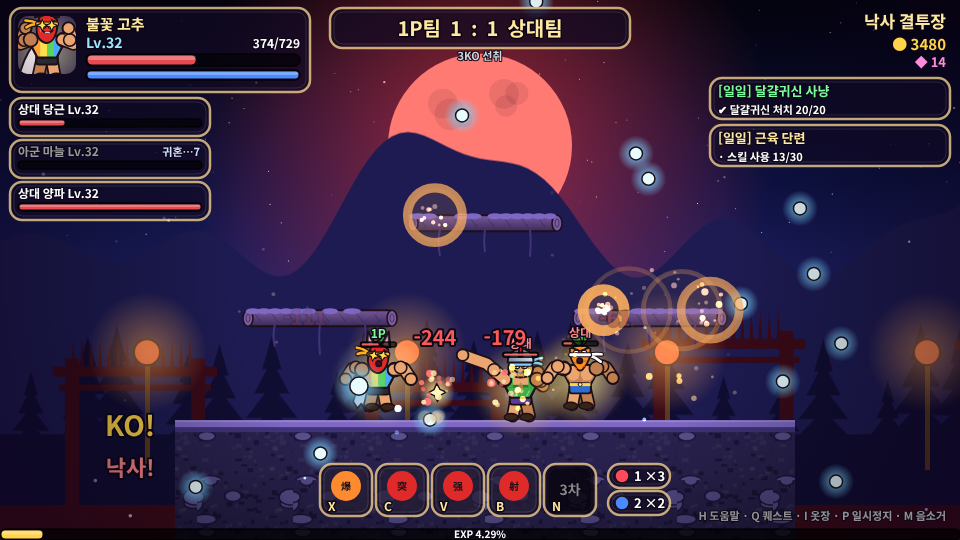 불꽃 고추
Lv.32
374/729
1P팀 1 : 1 상대팀
3KO 선취
낙사 결투장
3480
14
상대 당근 Lv.32
아군 마늘 Lv.32 귀혼…7
상대 양파 Lv.32
[일일] 달걀귀신 사냥
✔ 달걀귀신 처치 20/20
[일일] 근육 단련
· 스킬 사용 13/30
1P
-244
-179
상대
KO!
낙사!
爆 X
突 C
强 V
射 B
3차 N
1 ×3
2 ×2
H 도움말 · Q 퀘스트 · I 옷장 · P 일시정지 · M 음소거
EXP 4.29%